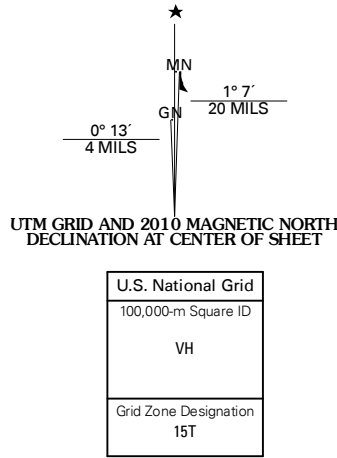 ★
MN
GN
1° 7´
20 MILS
0° 13´
4 MILS
UTM GRID AND 2010 MAGNETIC NORTH
DECLINATION AT CENTER OF SHEET
U.S. National Grid
100,000-m Square ID
VH
Grid Zone Designation
15T